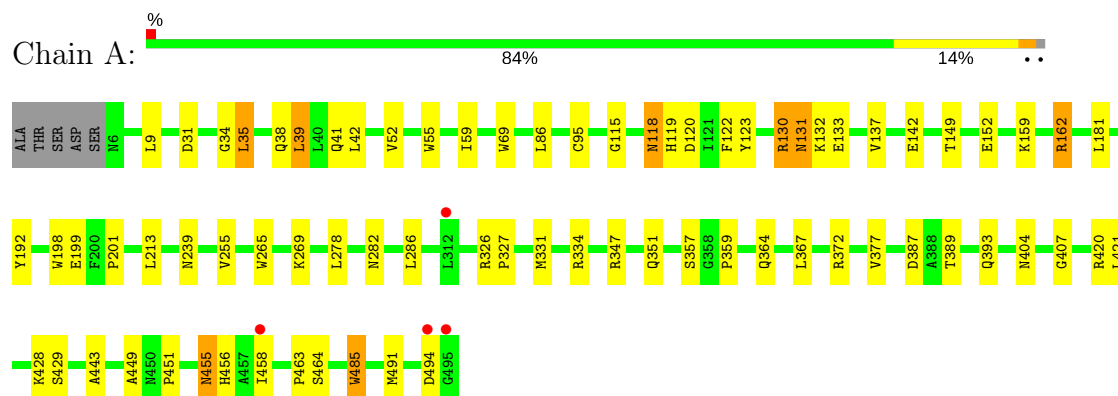 %
Chain A:
84% 14% • •
ALA THR SER ASP SER N6 L9 D31 G34 L35 Q38 L39 L40 Q41 L42 V52 W55 I59 W69 L86 C95 G115 N118 H119 D120 I121 F122 Y123 R130 N131 K132 E133 V137 E142 T149 E152 K159 R162 L181
Y192 W198 E199 F200 P201 L213 N239 V255 W265 K269 L278 N282 L286 L312 R326 P327 M331 R334 R347 Q351 S357 G358 P359 Q364 L367 R372 V377 D387 A388 T389 Q393 N404 G407 R420
K428 S429 A443 A449 N450 P451 N455 H456 A457 I458 P463 S464 W485 M491 D494 G495